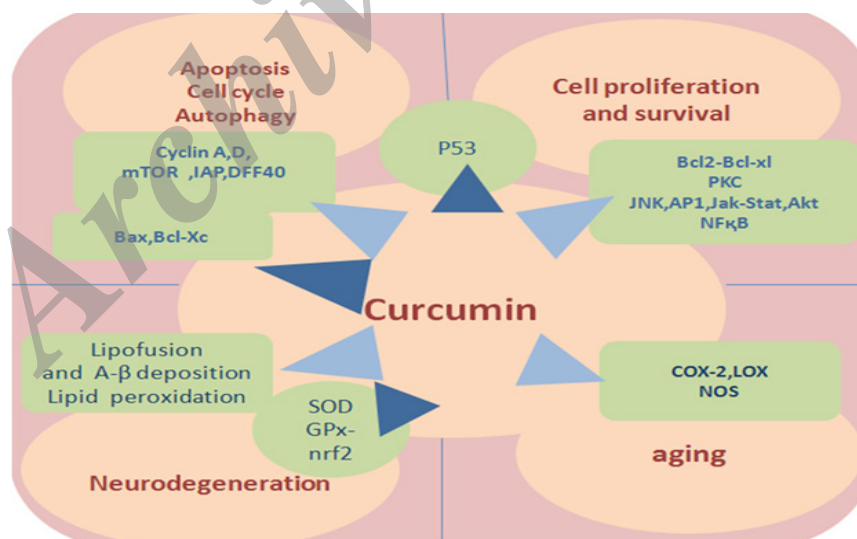 Archiv
Apoptosis
Cell cycle
Autophagy
Cyclin A,D,
mTOR ,IAP,DFF40
Bax,Bcl-Xc
P53
Cell proliferation
and survival
Bcl2-Bcl-xl
PKC
JNK,AP1,Jak-Stat,Akt
NFκB
Curcumin
Lipofusion
and A-β deposition
Lipid peroxidation
SOD
GPx-
nrf2
Neurodegeneration
COX-2,LOX
NOS
aging